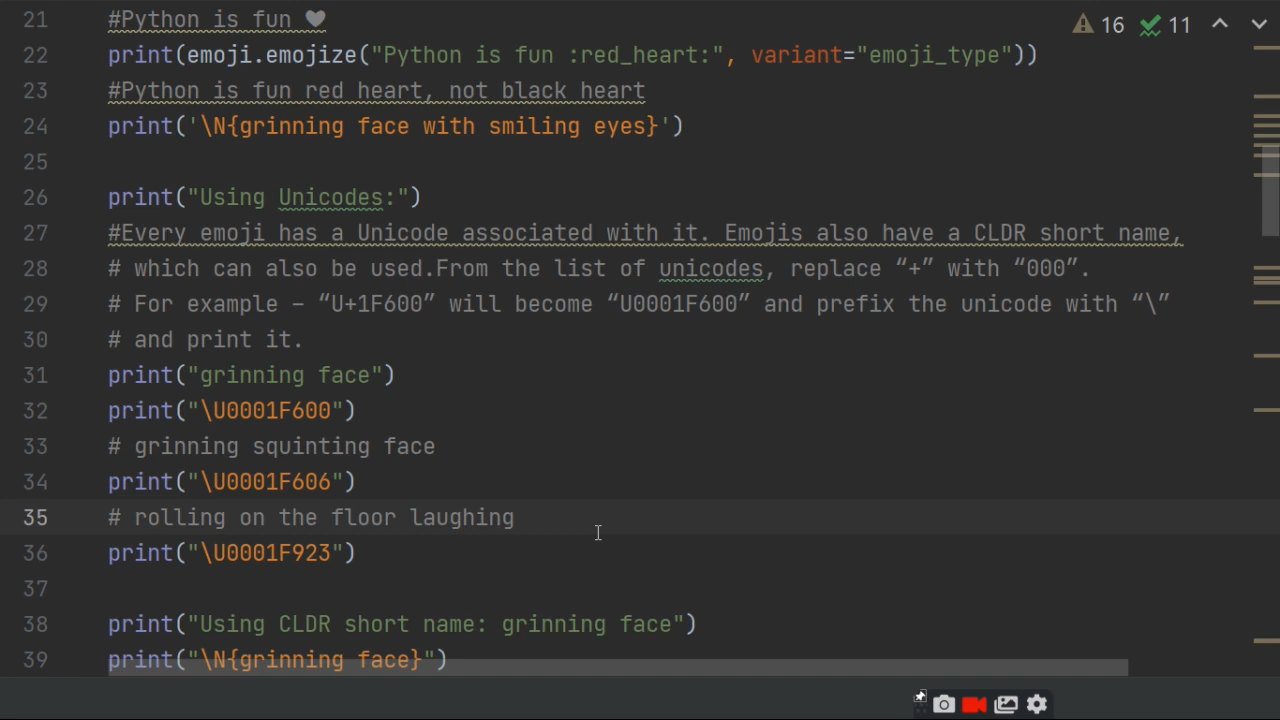 21 #Python is fun 🖤
16 11
22 print(emoji.emojize("Python is fun :red_heart:", variant="emoji_type"))
23 #Python is fun red heart, not black heart
24 print('\N{grinning face with smiling eyes}')
25
26 print("Using Unicodes:")
27 #Every emoji has a Unicode associated with it. Emojis also have a CLDR short name,
28 # which can also be used.From the list of unicodes, replace “+” with “000”.
29 # For example – “U+1F600” will become “U0001F600” and prefix the unicode with “\”
30 # and print it.
31 print("grinning face")
32 print("\U0001F600")
33 # grinning squinting face
34 print("\U0001F606")
35 # rolling on the floor laughing
36 print("\U0001F923")
37
38 print("Using CLDR short name: grinning face")
39 print("\N{grinning face}")